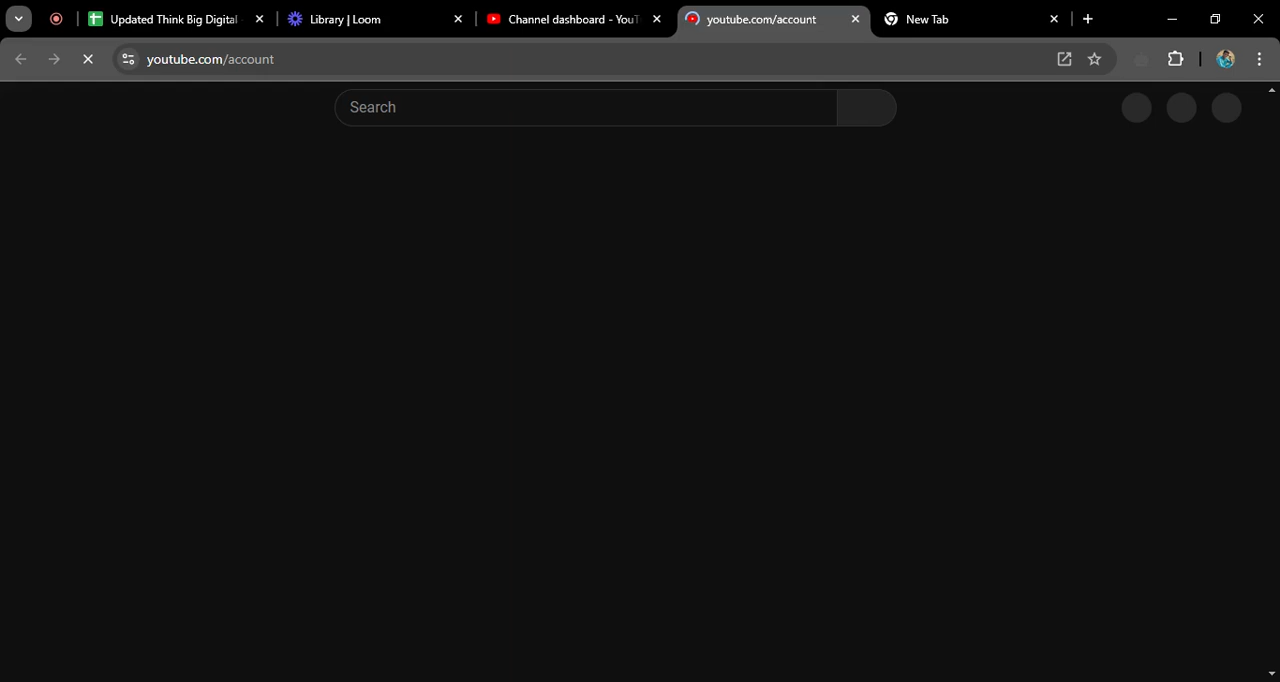 Updated Think Big Digital
Library | Loom
Channel dashboard - YouT
youtube.com/account
New Tab
youtube.com/account
Search